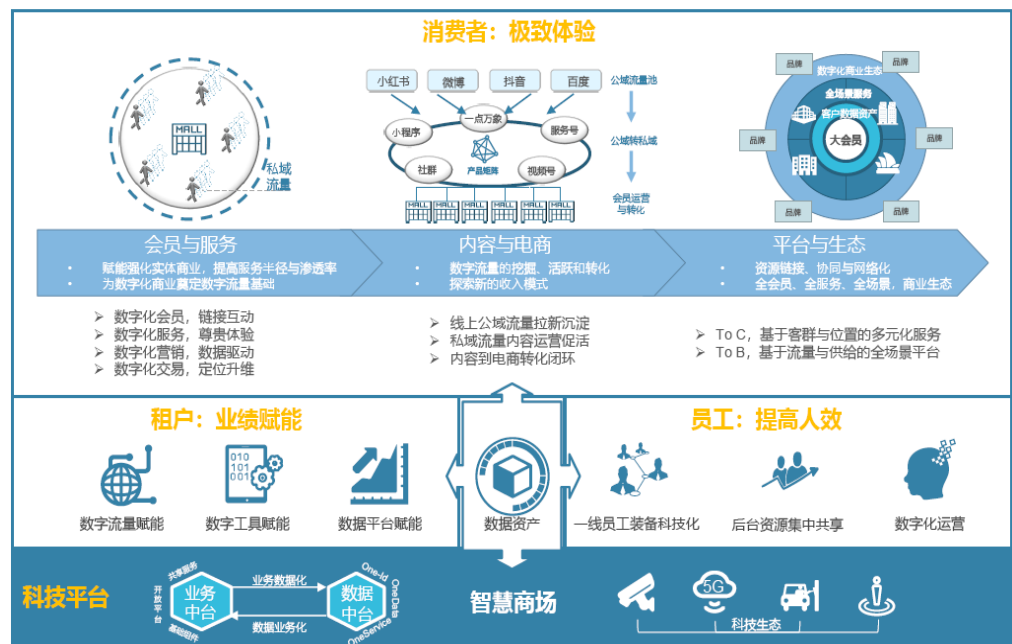 消费者：极致体验
MALL
私域
流量
小红书
微博
抖音
百度
公域流量池
小程序
一点万象
服务号
公域转私域
社群
产品矩阵
视频号
会员运营
与转化
MALL
MALL
MALL
MALL
MALL
MALL
品牌
品牌
数字化商业生态
全场景服务
客户数据资产
大会员
品牌
品牌
品牌
品牌
会员与服务
• 赋能强化实体商业，提高服务半径与渗透率
• 为数字化商业奠定数字流量基础
内容与电商
• 数字流量的挖掘、活跃和转化
• 探索新的收入模式
平台与生态
• 资源链接、协同与网络化
• 全会员、全服务、全场景，商业生态
➢ 数字化会员，链接互动
➢ 数字化服务，尊贵体验
➢ 数字化营销，数据驱动
➢ 数字化交易，定位升维
➢ 线上公域流量拉新沉淀
➢ 私域流量内容运营促活
➢ 内容到电商转化闭环
➢ To C，基于客群与位置的多元化服务
➢ To B，基于流量与供给的全场景平台
租户：业绩赋能
010
101
001
数字流量赋能
数字工具赋能
数据平台赋能
数据资产
员工：提高人效
一线员工装备科技化
后台资源集中共享
数字化运营
科技平台
共享服务
开放平台
基础组件
业务
中台
业务数据化
数据业务化
数据
中台
One-Id
OneData
OneService
智慧商场
5G
科技生态